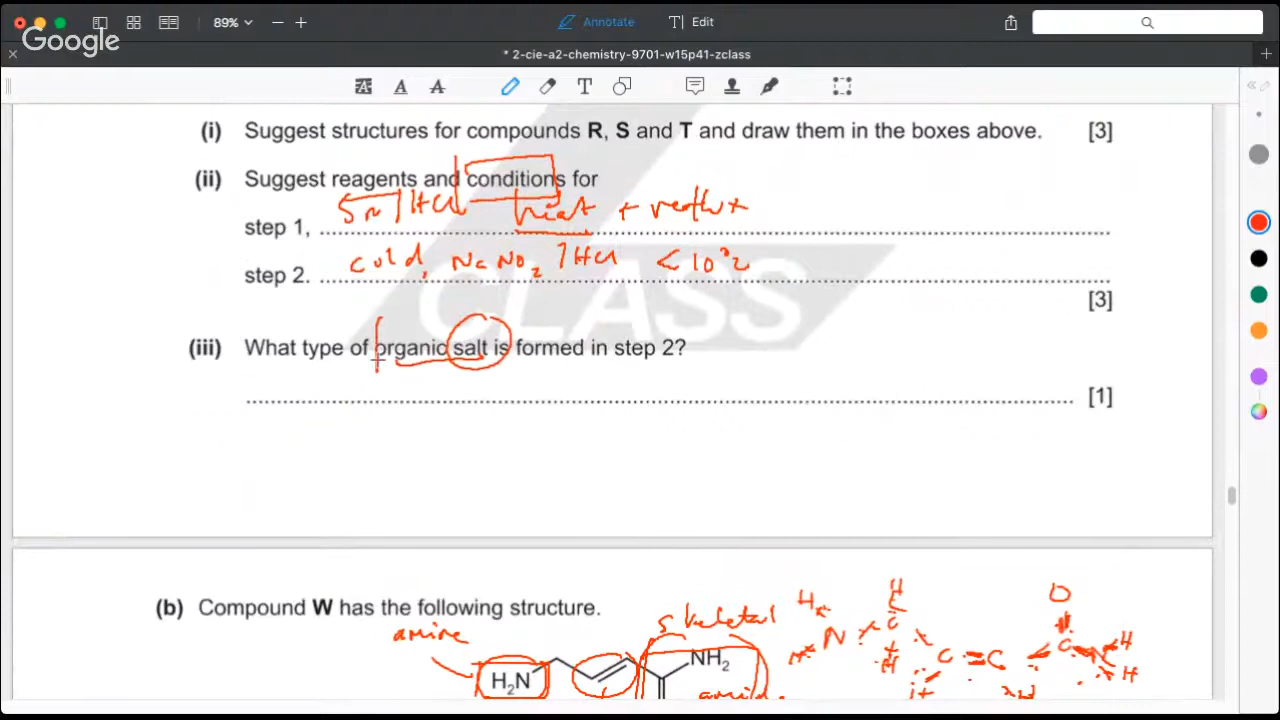 89%
Annotate
Edit
Google
* 2-cie-a2-chemistry-9701-w15p41-zclass
(i) Suggest structures for compounds R, S and T and draw them in the boxes above. [3]
(ii) Suggest reagents and conditions for
Sn/HCl heat + reflux
step 1,
cold, NaNO2/HCl <10°C
step 2.
[3]
(iii) What type of organic salt is formed in step 2?
[1]
CLASS
(b) Compound W has the following structure.
amine
skeletal
H2N
NH2
amide
H H O
N C C = C C N H
H H H H